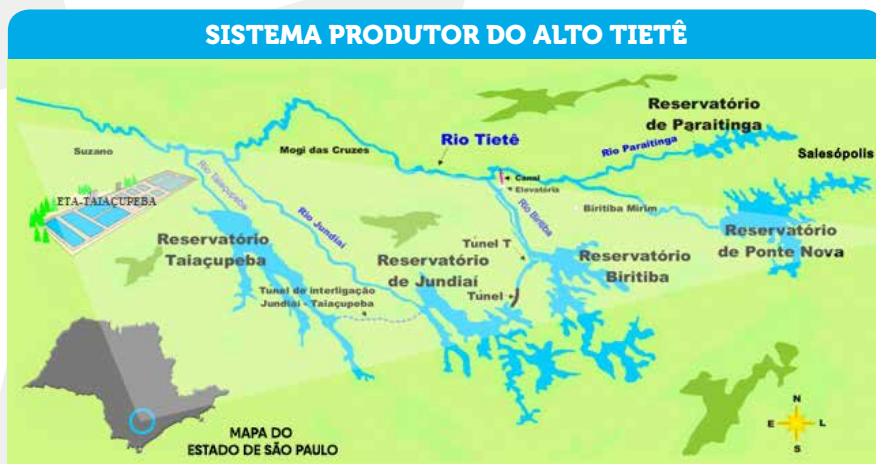 SISTEMA PRODUTOR DO ALTO TIETÊ
Reservatório
de Paraitinga
Rio Tietê
Rio Paraitinga
Salesópolis
Suzano
Mogi das Cruzes
Canal
Elevatória
Rio Taiaçupeba
ETA-TAIAÇUPEBA
Rio Biritiba
Biritiba Mirim
Rio Jundiaí
Reservatório
Taiaçupeba
Reservatório
de Jundiaí
Túnel T
Reservatório
Biritiba
Reservatório
de Ponte Nova
Tunel de interligação
Jundiaí - Taiaçupeba
Túnel
N
E
L
S
MAPA DO
ESTADO DE SÃO PAULO